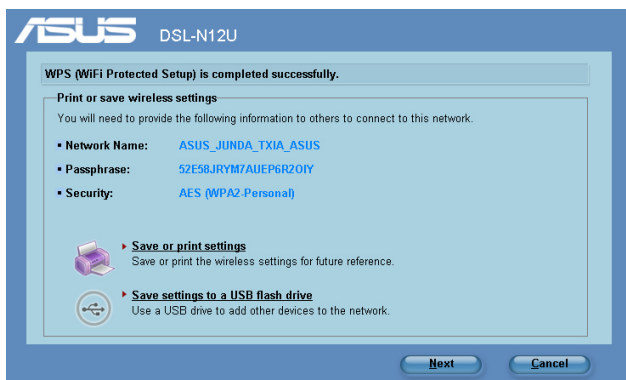 ASUS DSL-N12U
WPS (WiFi Protected Setup) is completed successfully.
Print or save wireless settings
You will need to provide the following information to others to connect to this network.
▪ Network Name: ASUS_JUNDA_TXIA_ASUS
▪ Passphrase: 52E58JRYM7AUEP6R2OIY
▪ Security: AES (WPA2-Personal)
Save or print settings
Save or print the wireless settings for future reference.
Save settings to a USB flash drive
Use a USB drive to add other devices to the network.
Next Cancel